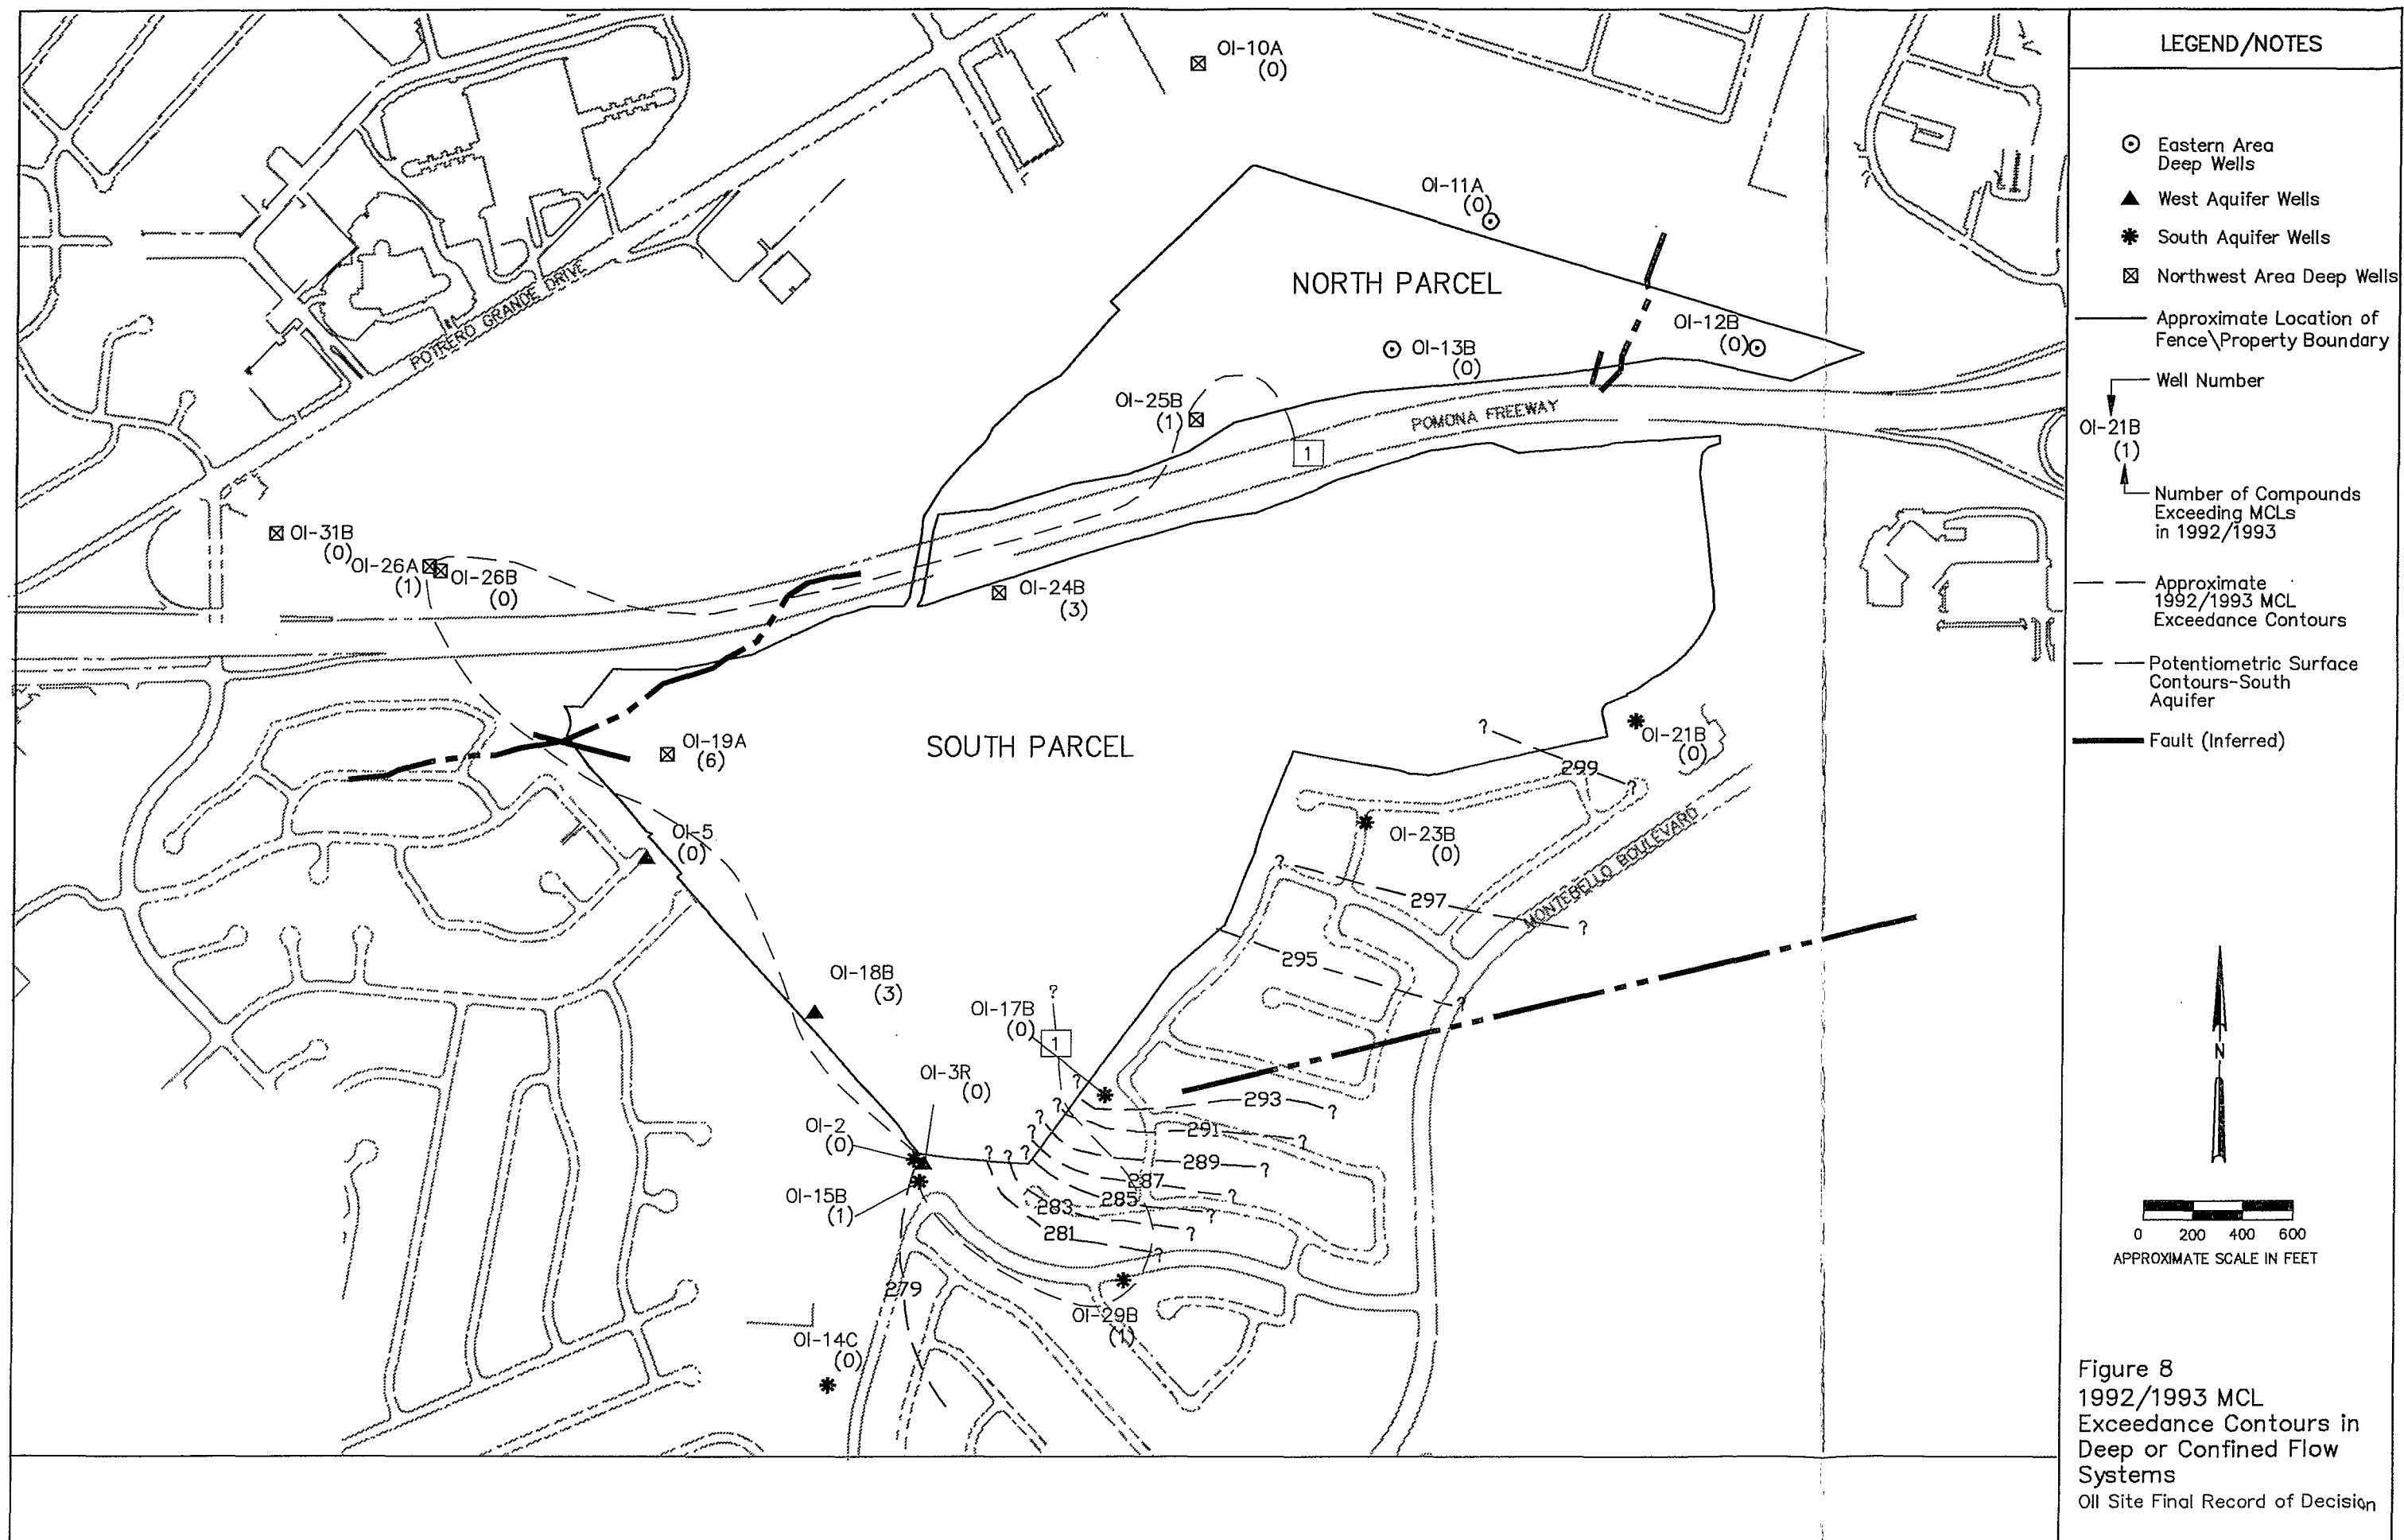 OI-10A
(0)
OI-11A
(0)
NORTH PARCEL
OI-12B
(0)
OI-13B
(0)
POTRERO GRANDE DRIVE
OI-25B
(1)
POMONA FREEWAY
1
OI-31B
(0)
OI-26A
(1)
OI-26B
(0)
OI-24B
(3)
SOUTH PARCEL
OI-19A
(6)
OI-21B
(0)
?
299
?
OI-5
(0)
OI-23B
(0)
MONTEBELLO BOULEVARD
?
297
?
295
?
OI-18B
(3)
?
OI-17B
(0)
1
OI-3R
(0)
?
293
?
OI-2
(0)
?
?
291
?
?
289
?
?
?
?
287
?
OI-15B
(1)
285
?
283
?
281
?
279
OI-29B
(1)
OI-14C
(0)
LEGEND/NOTES
Eastern Area
Deep Wells
West Aquifer Wells
South Aquifer Wells
Northwest Area Deep Wells
Approximate Location of
Fence\Property Boundary
Well Number
OI-21B
(1)
Number of Compounds
Exceeding MCLs
in 1992/1993
Approximate
1992/1993 MCL
Exceedance Contours
Potentiometric Surface
Contours-South
Aquifer
Fault (Inferred)
N
0 200 400 600
APPROXIMATE SCALE IN FEET
Figure 8
1992/1993 MCL
Exceedance Contours in
Deep or Confined Flow
Systems
OII Site Final Record of Decision